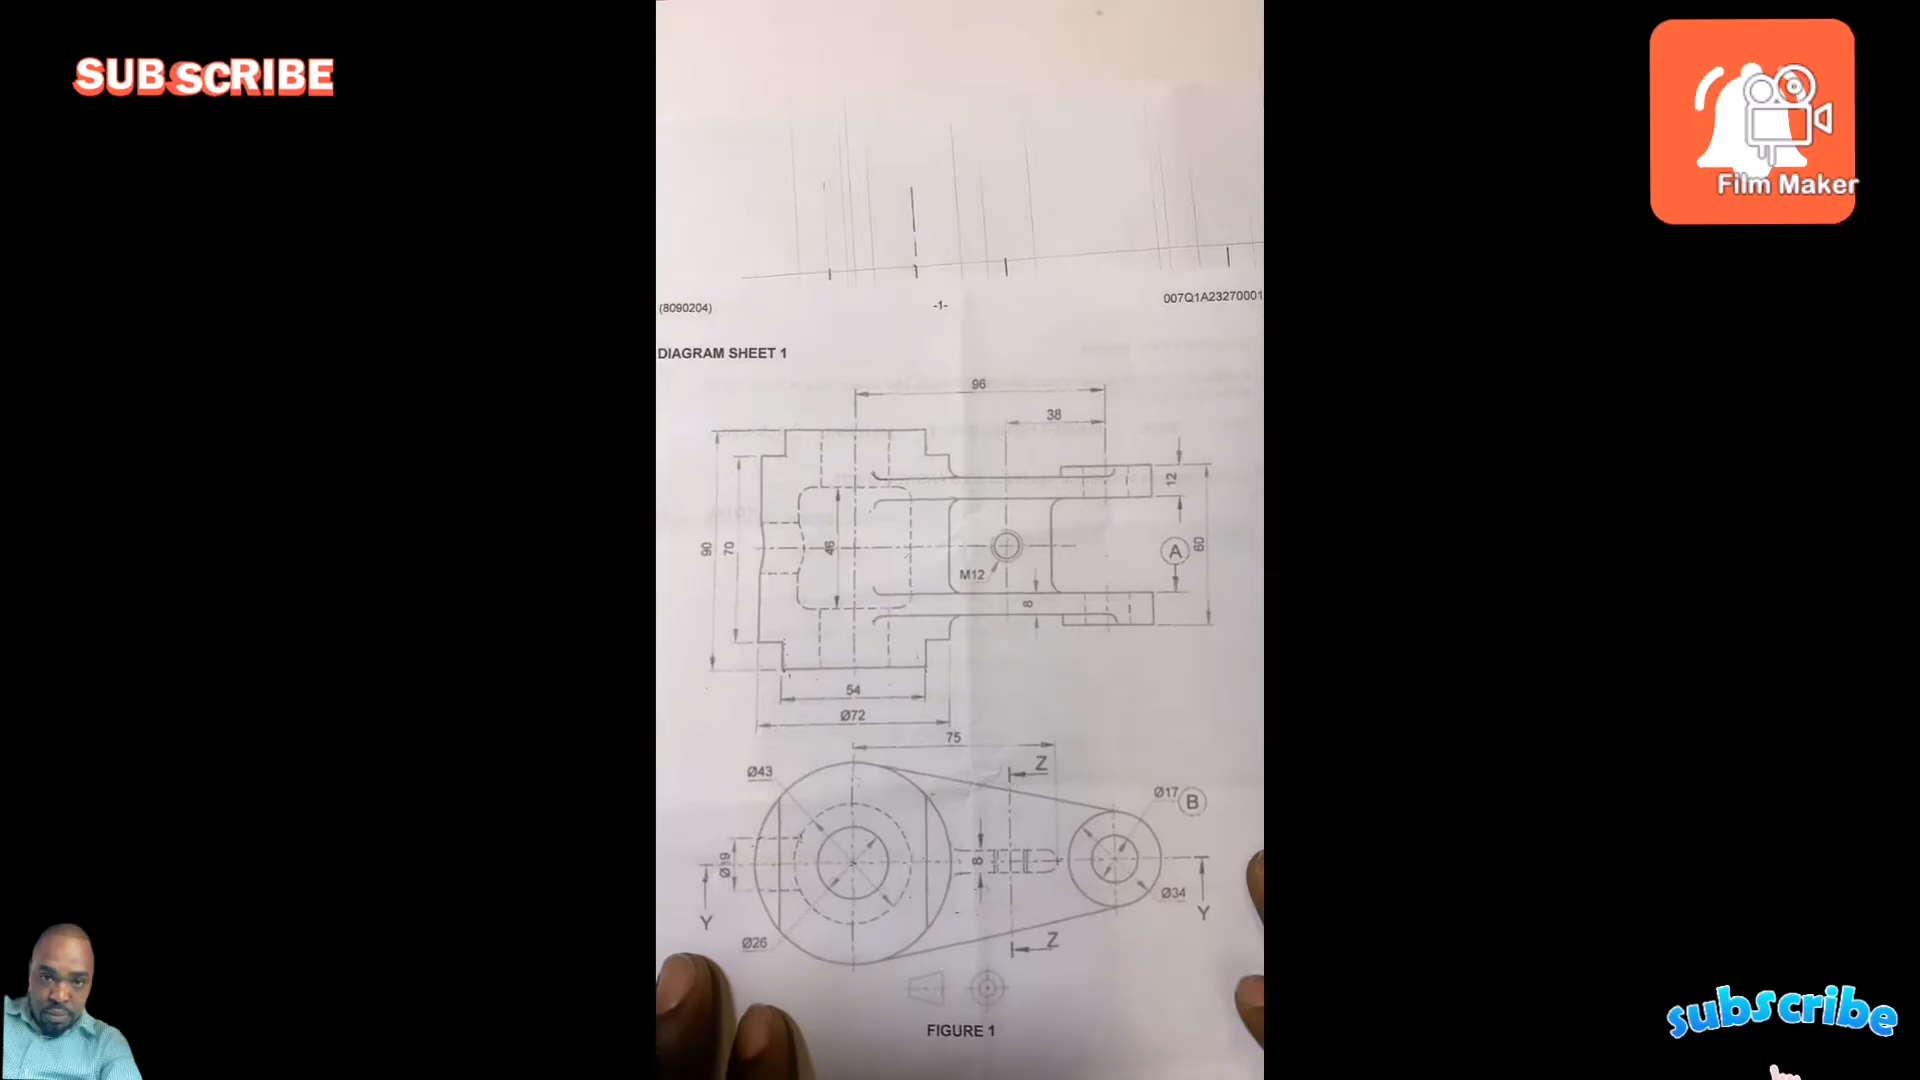 SUBSCRIBE
Film Maker
(8090204)
-1-
007Q1A23270001
DIAGRAM SHEET 1
96
38
12
90
70
46
A
60
M12
8
54
Ø72
75
Z
Ø43
Ø17 B
Ø19
8
Ø34
Y
Y
Ø26
Z
FIGURE 1
subscribe